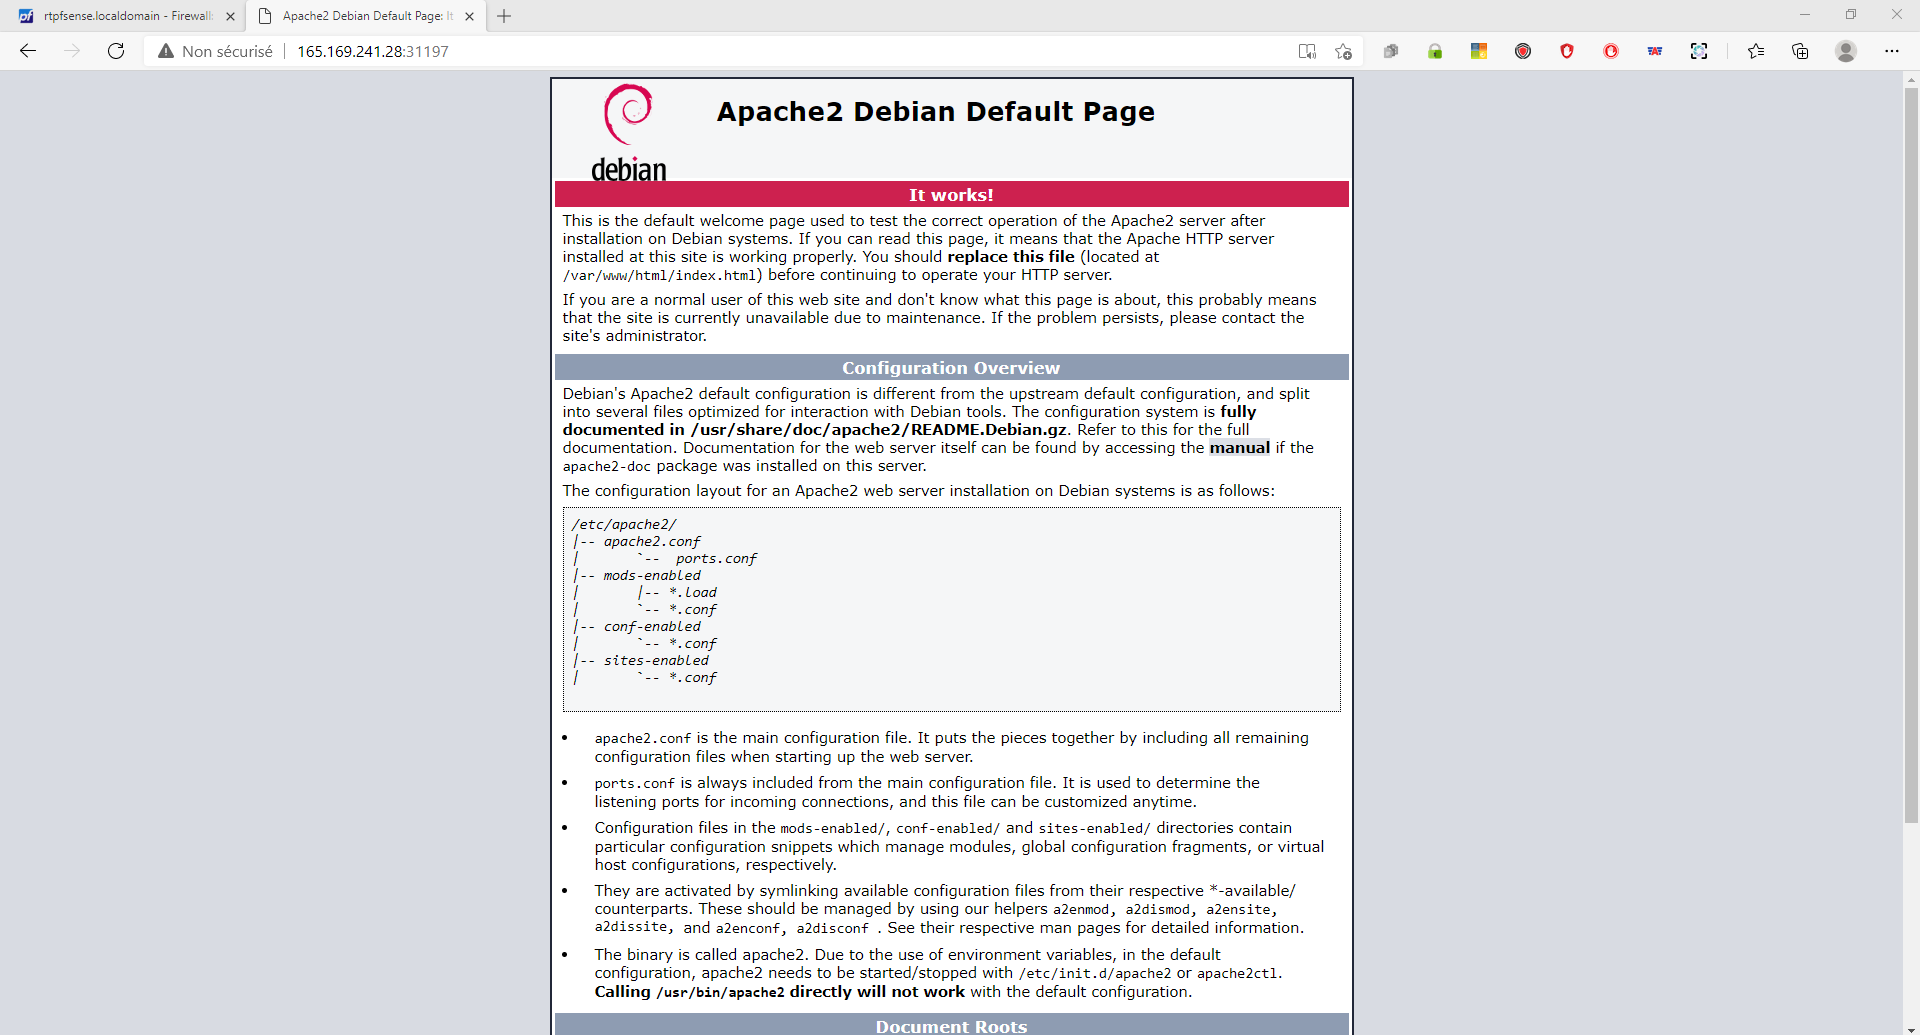 rtpfsense.localdomain - Firewall:
Apache2 Debian Default Page: It
Non sécurisé
165.169.241.28:31197
debian
Apache2 Debian Default Page
It works!
This is the default welcome page used to test the correct operation of the Apache2 server after
installation on Debian systems. If you can read this page, it means that the Apache HTTP server
installed at this site is working properly. You should replace this file (located at
/var/www/html/index.html) before continuing to operate your HTTP server.
If you are a normal user of this web site and don't know what this page is about, this probably means
that the site is currently unavailable due to maintenance. If the problem persists, please contact the
site's administrator.
Configuration Overview
Debian's Apache2 default configuration is different from the upstream default configuration, and split
into several files optimized for interaction with Debian tools. The configuration system is fully
documented in /usr/share/doc/apache2/README.Debian.gz. Refer to this for the full
documentation. Documentation for the web server itself can be found by accessing the manual if the
apache2-doc package was installed on this server.
The configuration layout for an Apache2 web server installation on Debian systems is as follows:
/etc/apache2/
|-- apache2.conf
|       `--  ports.conf
|-- mods-enabled
|       |-- *.load
|       `-- *.conf
|-- conf-enabled
|       `-- *.conf
|-- sites-enabled
|       `-- *.conf
• apache2.conf is the main configuration file. It puts the pieces together by including all remaining
configuration files when starting up the web server.
• ports.conf is always included from the main configuration file. It is used to determine the
listening ports for incoming connections, and this file can be customized anytime.
• Configuration files in the mods-enabled/, conf-enabled/ and sites-enabled/ directories contain
particular configuration snippets which manage modules, global configuration fragments, or virtual
host configurations, respectively.
• They are activated by symlinking available configuration files from their respective *-available/
counterparts. These should be managed by using our helpers a2enmod, a2dismod, a2ensite,
a2dissite, and a2enconf, a2disconf . See their respective man pages for detailed information.
• The binary is called apache2. Due to the use of environment variables, in the default
configuration, apache2 needs to be started/stopped with /etc/init.d/apache2 or apache2ctl.
Calling /usr/bin/apache2 directly will not work with the default configuration.
Document Roots